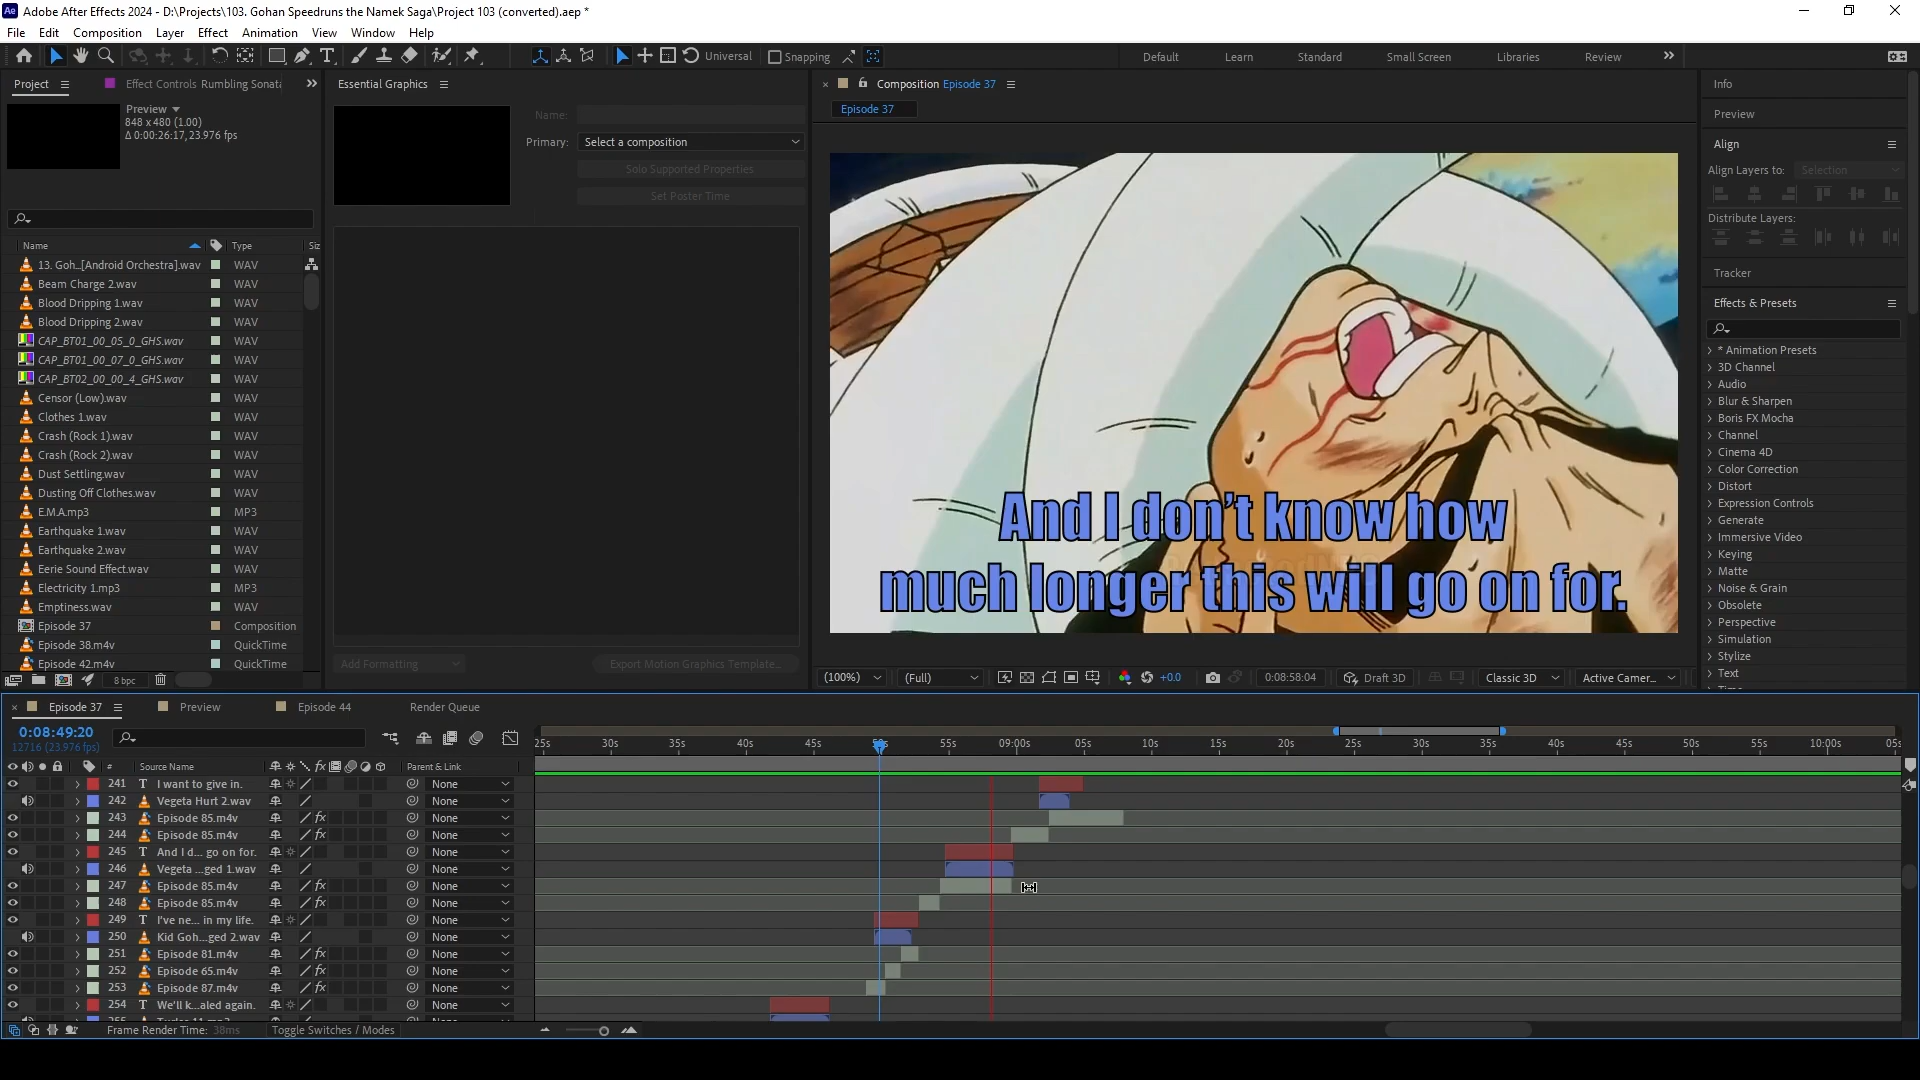 Adobe After Effects 2024 - D:\Projects\103. Gohan Speedruns the Namek Saga\Project 103 (converted).aep *
File Edit Composition Layer Effect Animation View Window Help
Universal Snapping Default Learn Standard Small Screen Libraries Review
Project Effect Controls Rumbling Sonata Essential Graphics Composition Episode 37 Info
Preview
848 x 480 (1.00)
Δ 0:00:26:17, 23.976 fps
Name:
Primary: Select a composition
Solo Supported Properties
Set Poster Time
Episode 37
Preview
Align
Align Layers to: Selection
Distribute Layers:
Tracker
Effects & Presets
Name Type Siz
13. Goh..[Android Orchestra].wav WAV
Beam Charge 2.wav WAV
Blood Dripping 1.wav WAV
Blood Dripping 2.wav WAV
CAP_BT01_00_05_0_GHS.wav WAV
CAP_BT01_00_07_0_GHS.wav WAV
CAP_BT02_00_00_4_GHS.wav WAV
Censor (Low).wav WAV
Clothes 1.wav WAV
Crash (Rock 1).wav WAV
Crash (Rock 2).wav WAV
Dust Settling.wav WAV
Dusting Off Clothes.wav WAV
E.M.A.mp3 MP3
Earthquake 1.wav WAV
Earthquake 2.wav WAV
Eerie Sound Effect.wav WAV
Electricity 1.mp3 MP3
Emptiness.wav WAV
Episode 37 Composition
Episode 38.m4v QuickTime
Episode 42.m4v QuickTime
8 bpc
Add Formatting Export Motion Graphics Template...
And I don't know how
much longer this will go on for.
(100%) (Full) +0.0 0:08:58:04 Draft 3D Classic 3D Active Camer...
* Animation Presets
3D Channel
Audio
Blur & Sharpen
Boris FX Mocha
Channel
Cinema 4D
Color Correction
Distort
Expression Controls
Generate
Immersive Video
Keying
Matte
Noise & Grain
Obsolete
Perspective
Simulation
Stylize
Text
Episode 37 Preview Episode 44 Render Queue
0:08:49:20
12716 (23.976 fps)
25s 30s 35s 40s 45s 55s 09:00s 05s 10s 15s 20s 25s 30s 35s 40s 45s 50s 55s 10:00s 05s
# Source Name Parent & Link
241 T I want to give in. None
242 Vegeta Hurt 2.wav None
243 Episode 85.m4v fx None
244 Episode 85.m4v fx None
245 T And I d... go on for. None
246 Vegeta ...ged 1.wav None
247 Episode 85.m4v fx None
248 Episode 85.m4v fx None
249 T I've ne... in my life. None
250 Kid Goh...ged 2.wav None
251 Episode 81.m4v fx None
252 Episode 65.m4v fx None
253 Episode 87.m4v fx None
254 T We'll k...aled again. None
Frame Render Time: 38ms Toggle Switches / Modes